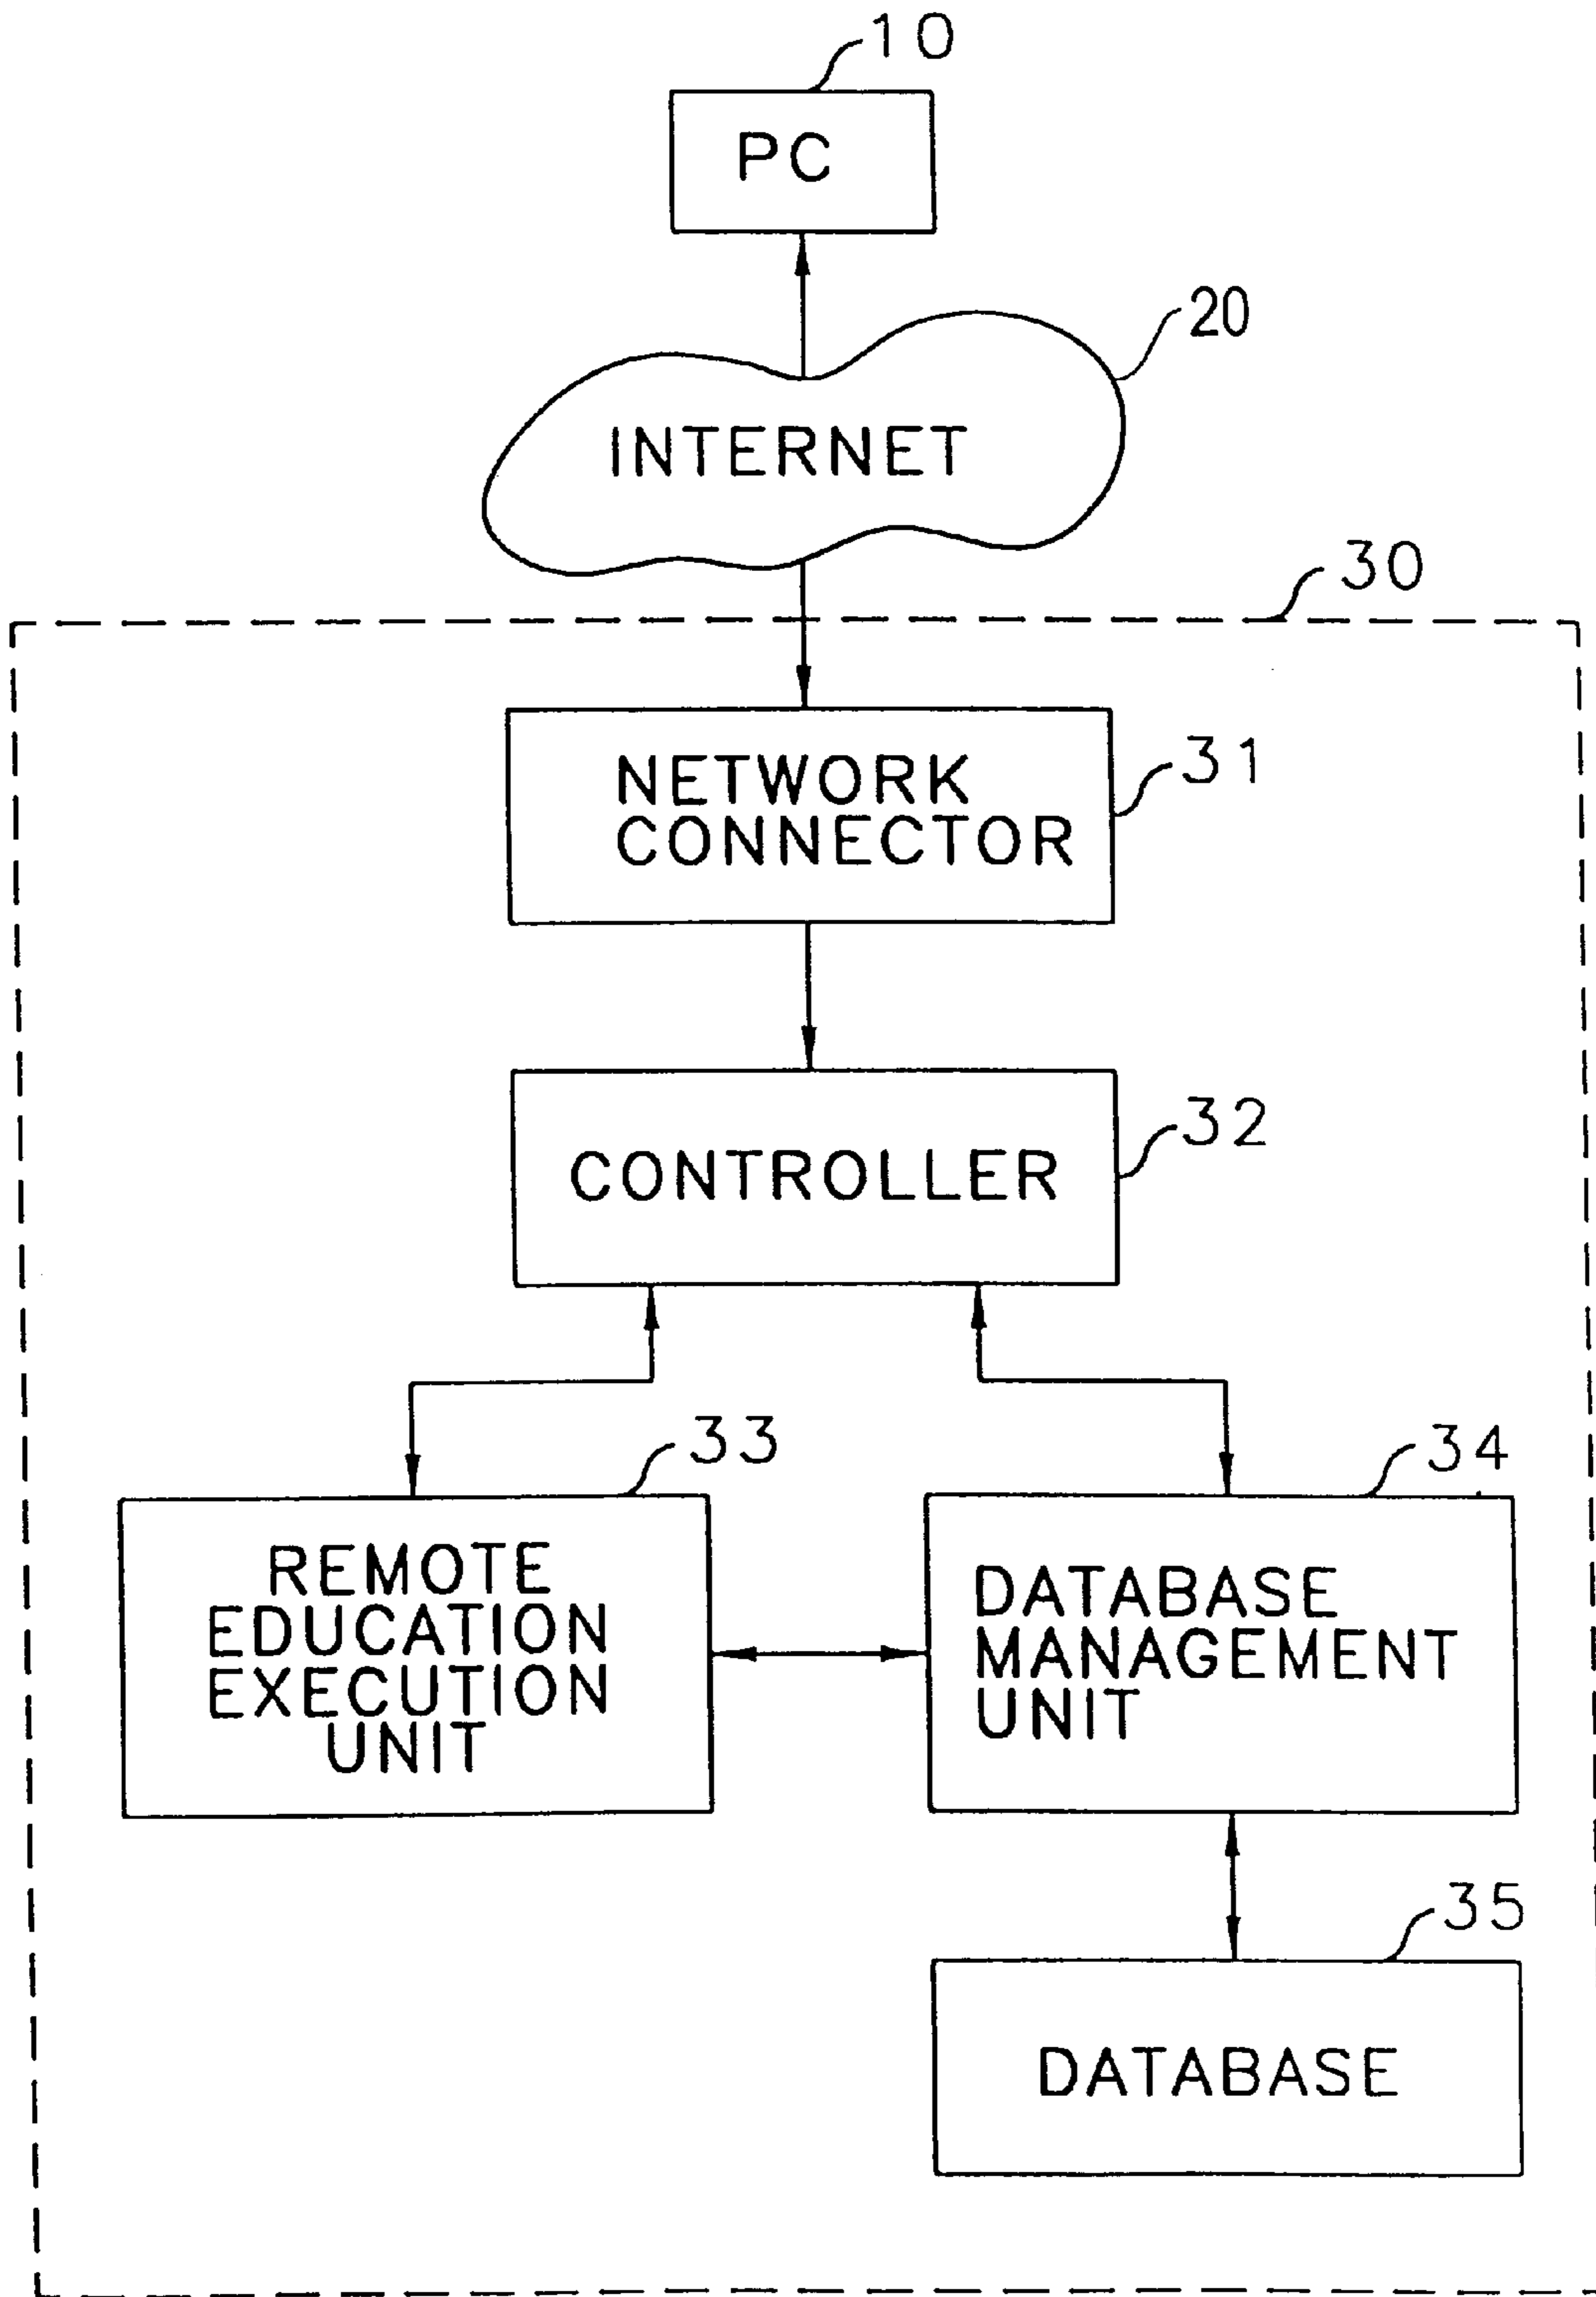 10
PC
20
INTERNET
30
NETWORK
CONNECTOR
31
CONTROLLER
32
33
REMOTE
EDUCATION
EXECUTION
UNIT
34
DATABASE
MANAGEMENT
UNIT
35
DATABASE